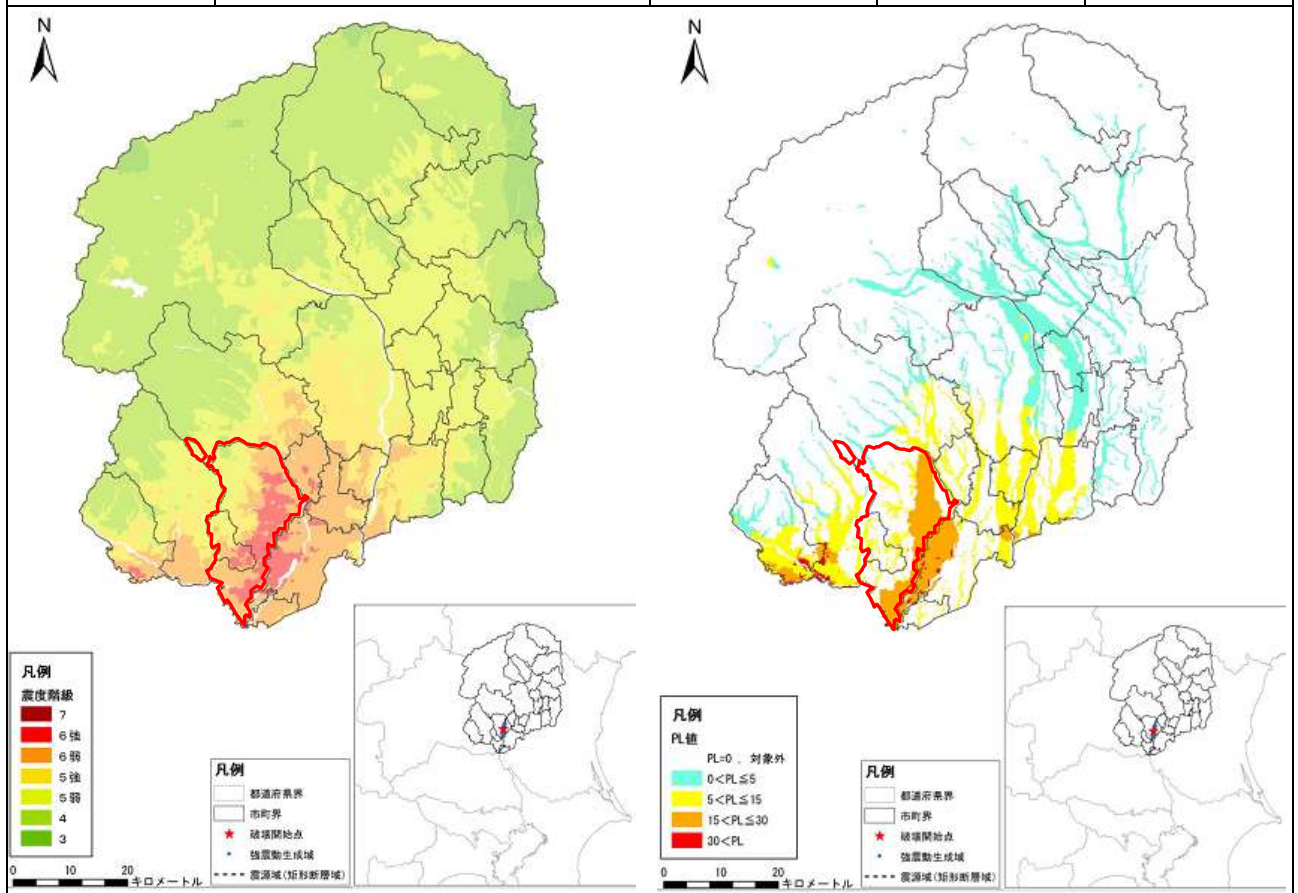 N
凡例
震度階級
7
6強
6弱
5強
5弱
4
3
0 10 20
キロメートル
凡例
都道府県界
市町界
破壊開始点
強震動生成域
震源域(矩形断層域)
N
凡例
PL値
PL=0 , 対象外
0<PL≦5
5<PL≦15
15<PL≦30
30<PL
0 10 20
キロメートル
凡例
都道府県界
市町界
破壊開始点
強震動生成域
震源域(矩形断層域)